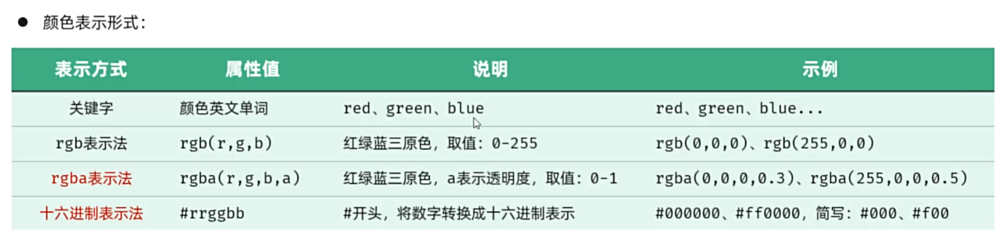 ● 颜色表示形式：
表示方式 属性值 说明 示例
关键字 颜色英文单词 red、green、blue red、green、blue...
rgb表示法 rgb(r,g,b) 红绿蓝三原色，取值：0-255 rgb(0,0,0)、rgb(255,0,0)
rgba表示法 rgba(r,g,b,a) 红绿蓝三原色，a表示透明度，取值：0-1 rgba(0,0,0,0.3)、rgba(255,0,0,0.5)
十六进制表示法 #rrggbb #开头，将数字转换成十六进制表示 #000000、#ff0000，简写：#000、#f00